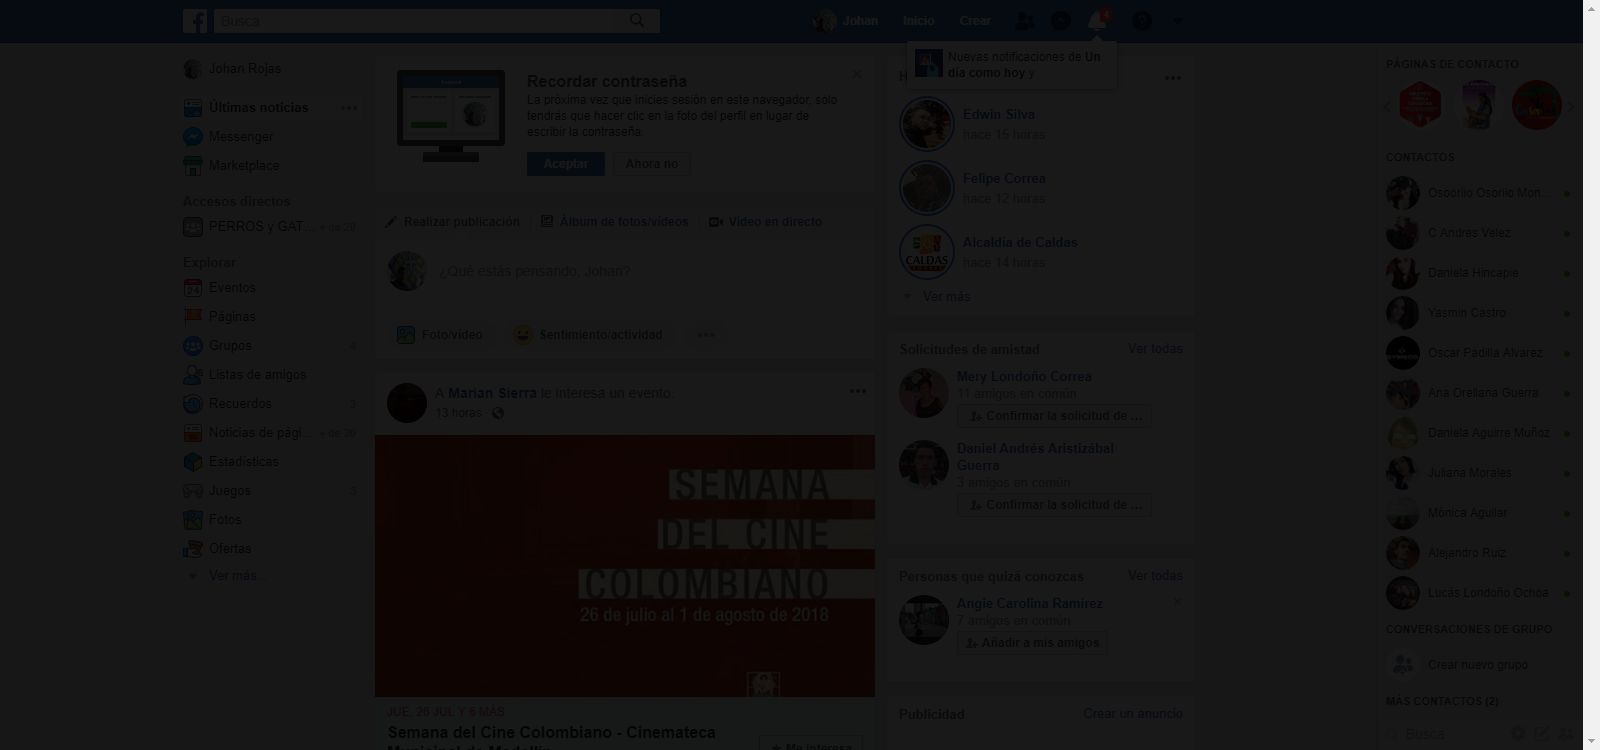 Busca
Johan
Inicio
Crear
4
Nuevas notificaciones de Un
día como hoy y
Johan Rojas
Últimas noticias
Messenger
Marketplace
Accesos directos
PERROS y GAT...
Explorar
Eventos
24
Páginas
Grupos
Listas de amigos
Recuerdos
Noticias de pági...
Estadísticas
Juegos
Fotos
Ofertas
Ver más...
Recordar contraseña
La próxima vez que inicies sesión en este navegador, solo
tendrás que hacer clic en la foto del perfil en lugar de
escribir la contraseña.
Aceptar
Ahora no
Realizar publicación
Álbum de fotos/vídeos
Vídeo en directo
¿Qué estás pensando, Johan?
Foto/vídeo
Sentimiento/actividad
A Marian Sierra le interesa un evento.
13 horas ·
SEMANA
DEL CINE
COLOMBIANO
26 de julio al 1 de agosto de 2018
JUE, 26 JUL Y 6 MÁS
Semana del Cine Colombiano - Cinemateca
Municipal de Medellín
Me interesa
Edwin Silva
hace 15 horas
Felipe Correa
hace 12 horas
CALDAS
Alcaldía de Caldas
hace 14 horas
Ver más
Solicitudes de amistad
Ver todas
Mery Londoño Correa
11 amigos en común
Confirmar la solicitud de ...
Daniel Andrés Aristizábal
Guerra
3 amigos en común
Confirmar la solicitud de ...
Personas que quizá conozcas
Ver todas
Angie Carolina Ramírez
7 amigos en común
Añadir a mis amigos
Publicidad
Crear un anuncio
PÁGINAS DE CONTACTO
CONTACTOS
Osoonio Osonio Mon...
C Andres Velez
Daniela Hincapie
Yasmin Castro
Oscar Padilla Alvarez
Ana Orellana Guerra
Daniela Aguirre Muñoz
Juliana Morales
Mónica Aguilar
Alejandro Ruiz
Lucás Londoño Ochoa
CONVERSACIONES DE GRUPO
Crear nuevo grupo
MÁS CONTACTOS (2)
Busca